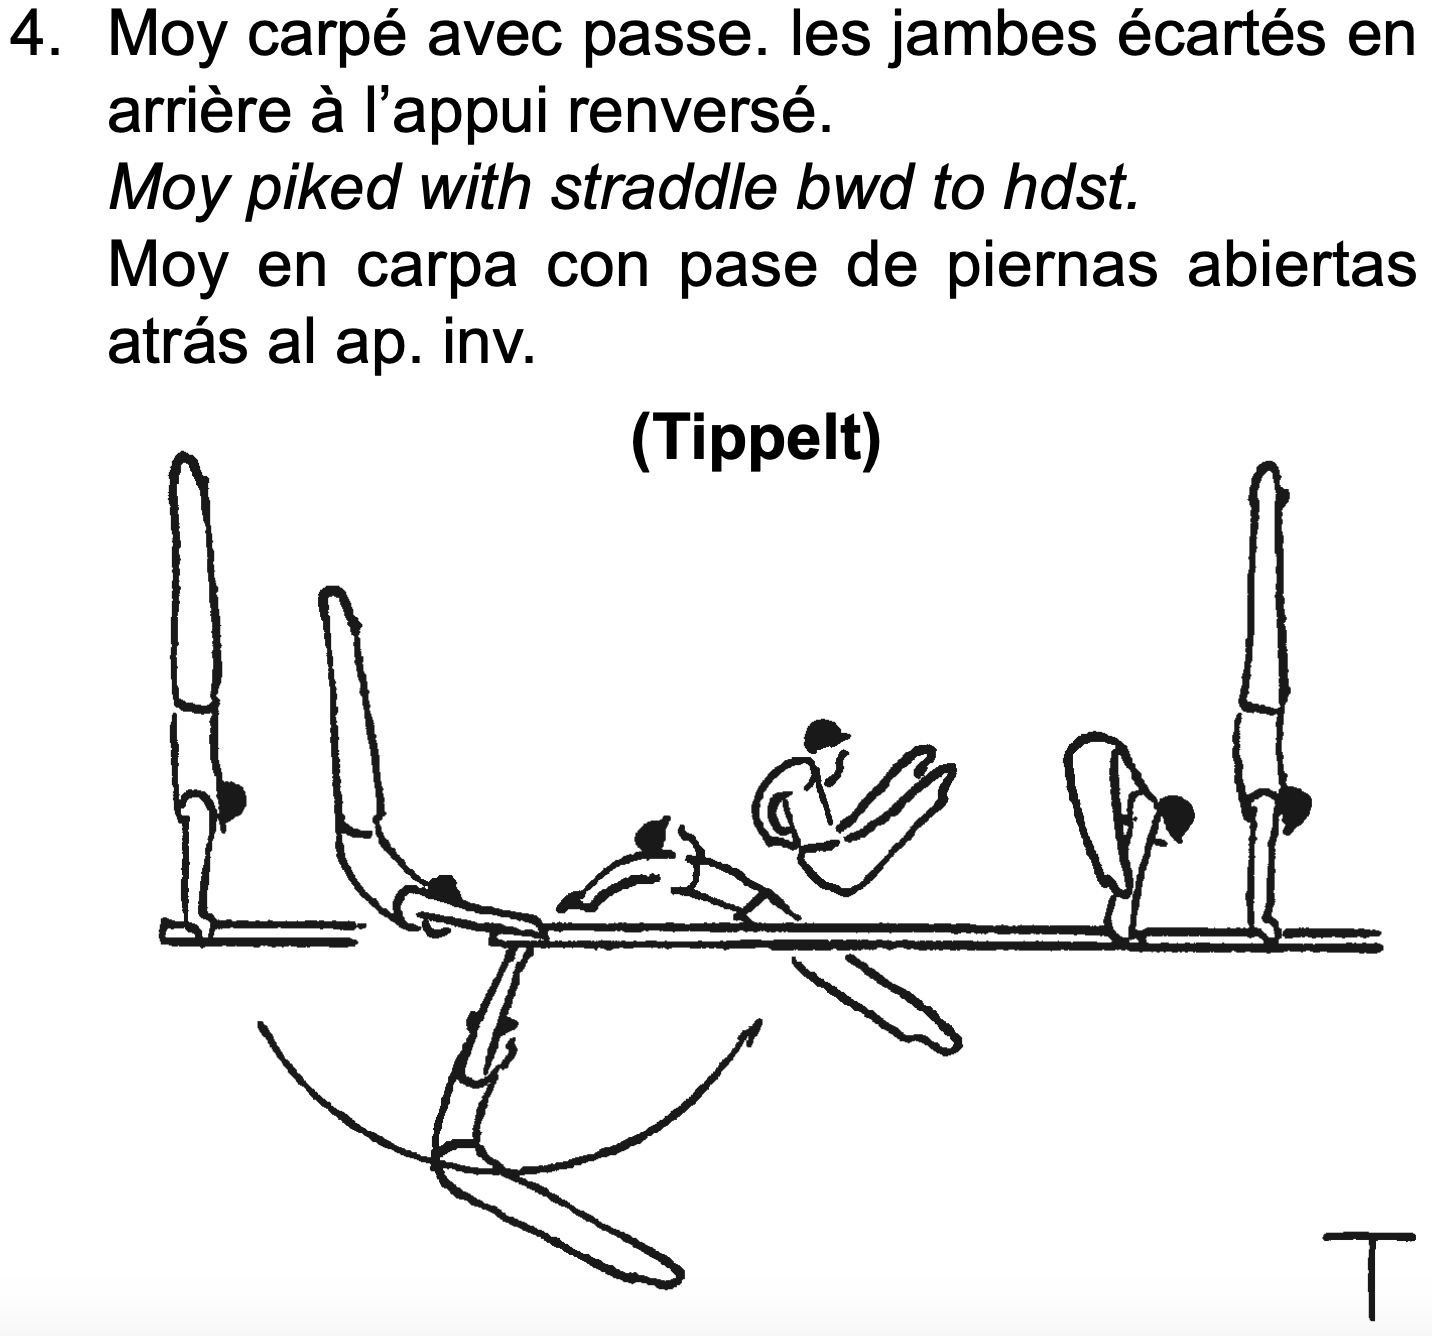 4. Moy carpé avec passe. les jambes écartés en
arrière à l’appui renversé.
Moy piked with straddle bwd to hdst.
Moy en carpa con pase de piernas abiertas
atrás al ap. inv.
(Tippelt)
T